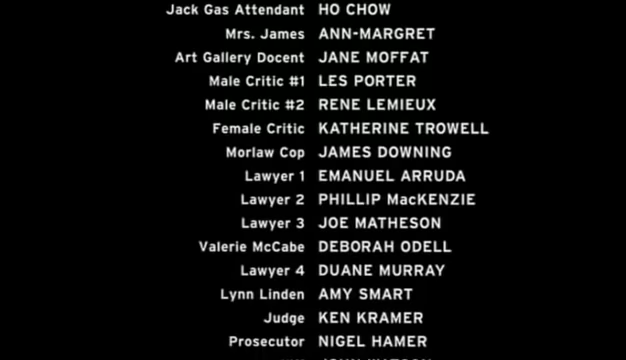 Jack Gas Attendant HO CHOW
Mrs. James ANN-MARGRET
Art Gallery Docent JANE MOFFAT
Male Critic #1 LES PORTER
Male Critic #2 RENE LEMIEUX
Female Critic KATHERINE TROWELL
Morlaw Cop JAMES DOWNING
Lawyer 1 EMANUEL ARRUDA
Lawyer 2 PHILLIP MacKENZIE
Lawyer 3 JOE MATHESON
Valerie McCabe DEBORAH ODELL
Lawyer 4 DUANE MURRAY
Lynn Linden AMY SMART
Judge KEN KRAMER
Prosecutor NIGEL HAMER